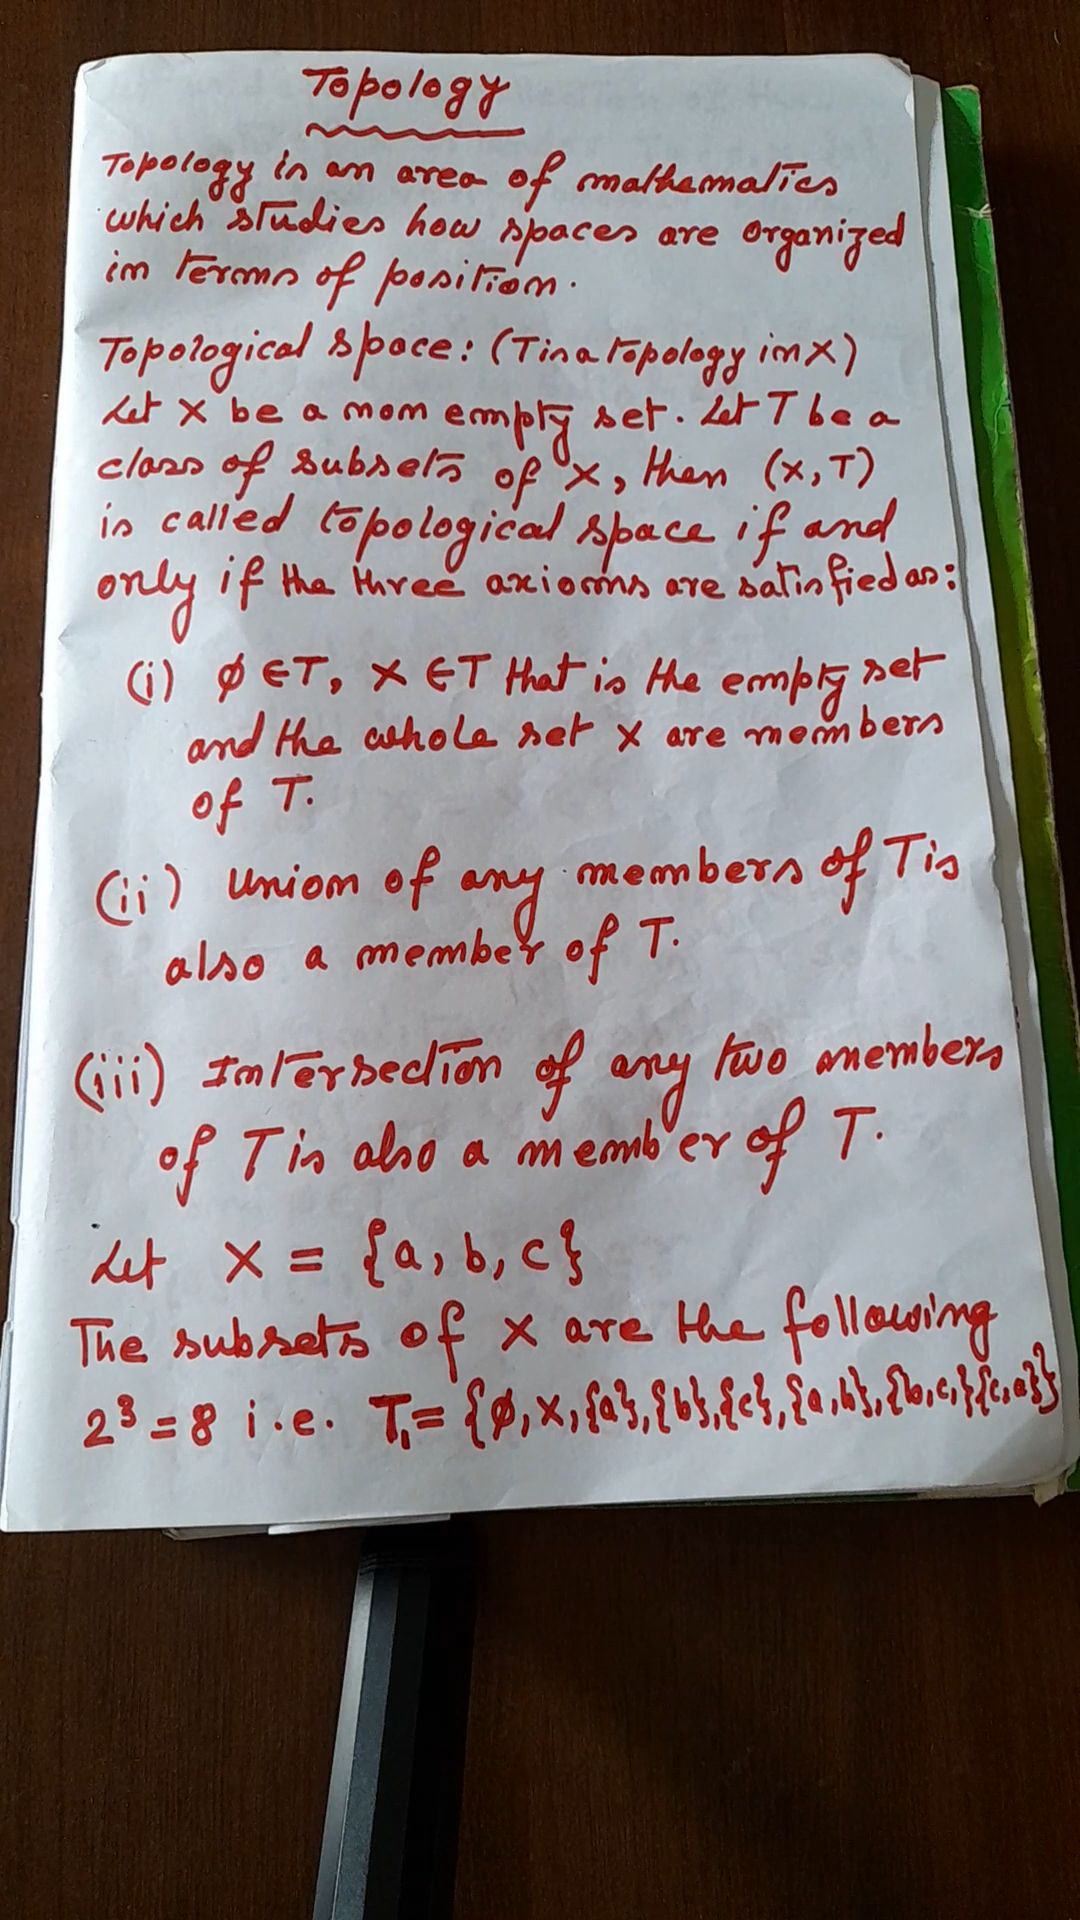 Topology
Topology is an area of mathematics
which studies how spaces are organized
in terms of position.
Topological space: (T is a topology in X)
Let X be a non empty set. Let T be a
class of subsets of X, then (X, T)
is called topological space if and
only if the three axioms are satisfied as:
(i) ϕ ∈ T, X ∈ T that is the empty set
and the whole set X are members
of T.
(ii) Union of any members of T is
also a member of T.
(iii) Intersection of any two members
of T is also a member of T.
Let X = {a, b, c}
The subsets of X are the following
2³ = 8 i.e. T₁ = {ϕ, X, {a}, {b}, {c}, {a, b}, {b, c,} {c, a}}